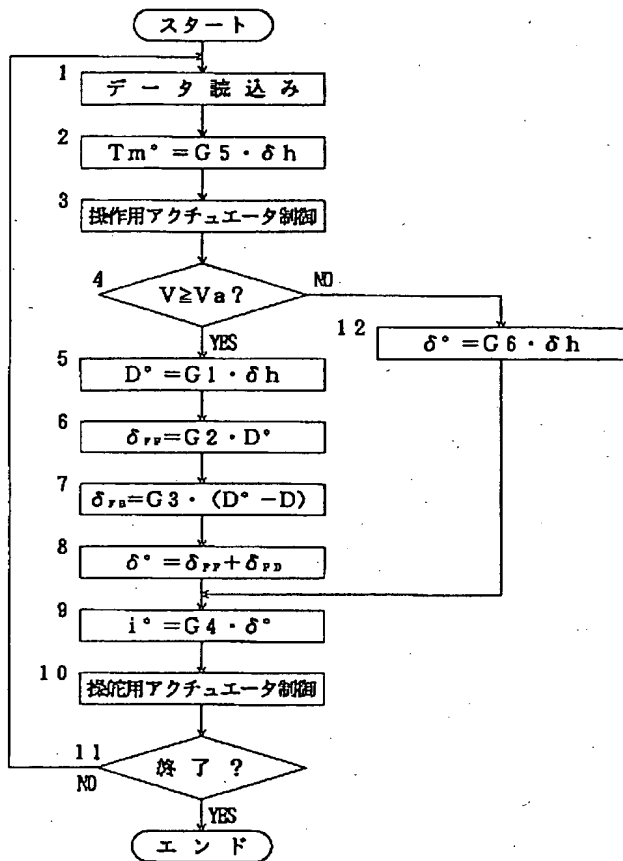 スタート
1
データ読込み
2
Tm°＝G5・δh
3
操作用アクチュエータ制御
4
V≧Va?
NO
YES
12
δ°＝G6・δh
5
D°＝G1・δh
6
δFF＝G2・D°
7
δFB＝G3・(D°－D)
8
δ°＝δFF＋δFB
9
i°＝G4・δ°
10
操舵用アクチュエータ制御
11
終了?
NO
YES
エンド